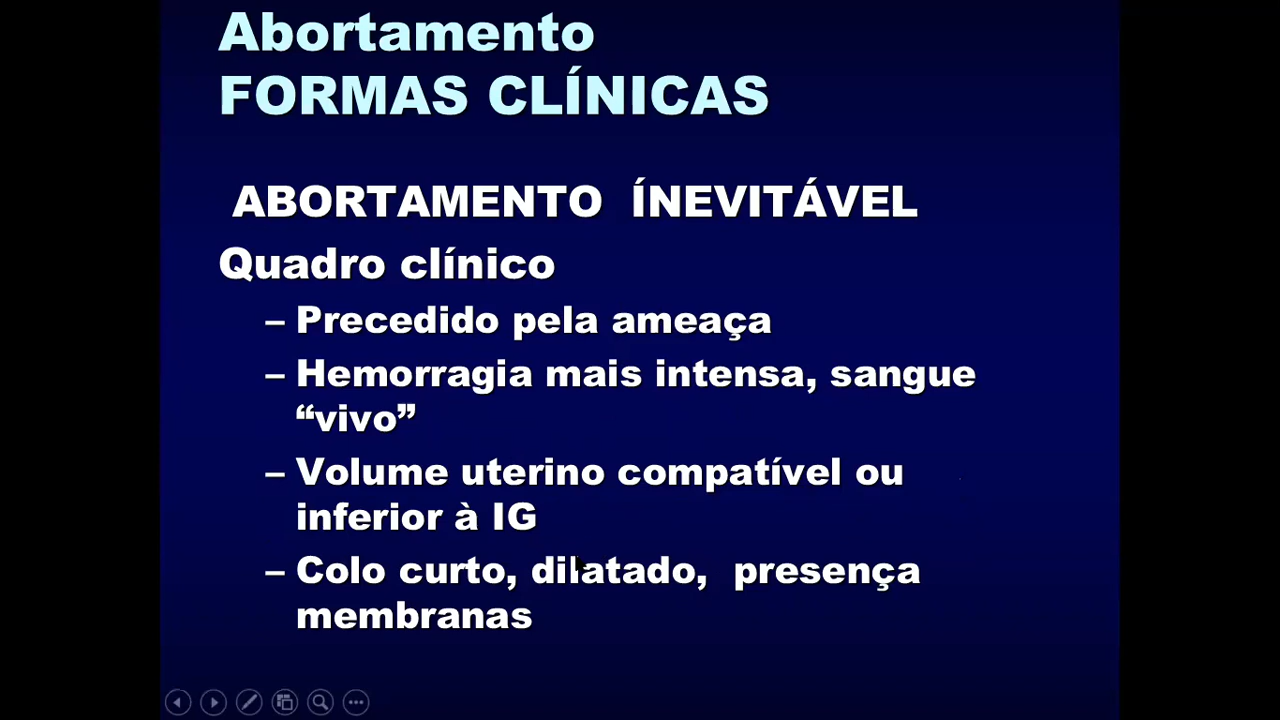 Abortamento
FORMAS CLÍNICAS
ABORTAMENTO ÍNEVITÁVEL
Quadro clínico
– Precedido pela ameaça
– Hemorragia mais intensa, sangue
“vivo”
– Volume uterino compatível ou
inferior à IG
– Colo curto, dilatado, presença
membranas